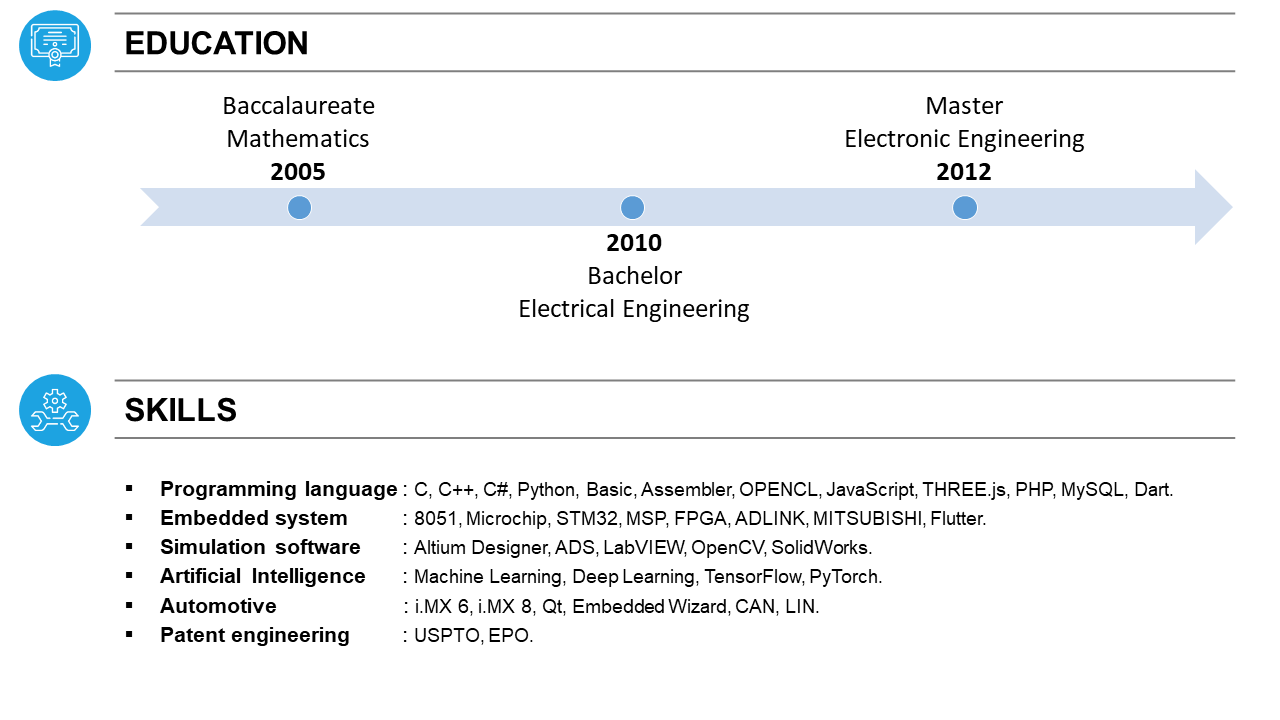 EDUCATION
Baccalaureate
Mathematics
2005
Master
Electronic Engineering
2012
2010
Bachelor
Electrical Engineering
SKILLS
▪ Programming language : C, C++, C#, Python, Basic, Assembler, OPENCL, JavaScript, THREE.js, PHP, MySQL, Dart.
▪ Embedded system : 8051, Microchip, STM32, MSP, FPGA, ADLINK, MITSUBISHI, Flutter.
▪ Simulation software : Altium Designer, ADS, LabVIEW, OpenCV, SolidWorks.
▪ Artificial Intelligence : Machine Learning, Deep Learning, TensorFlow, PyTorch.
▪ Automotive : i.MX 6, i.MX 8, Qt, Embedded Wizard, CAN, LIN.
▪ Patent engineering : USPTO, EPO.